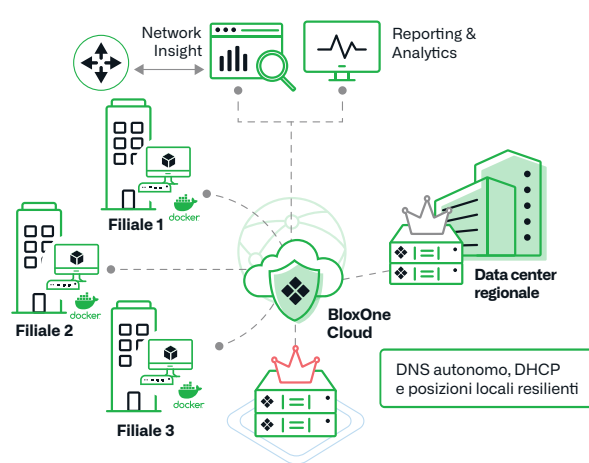 Network
Insight
Reporting &
Analytics
docker
Filiale 1
docker
Filiale 2
docker
Filiale 3
BloxOne
Cloud
Data center
regionale
DNS autonomo, DHCP
e posizioni locali resilienti